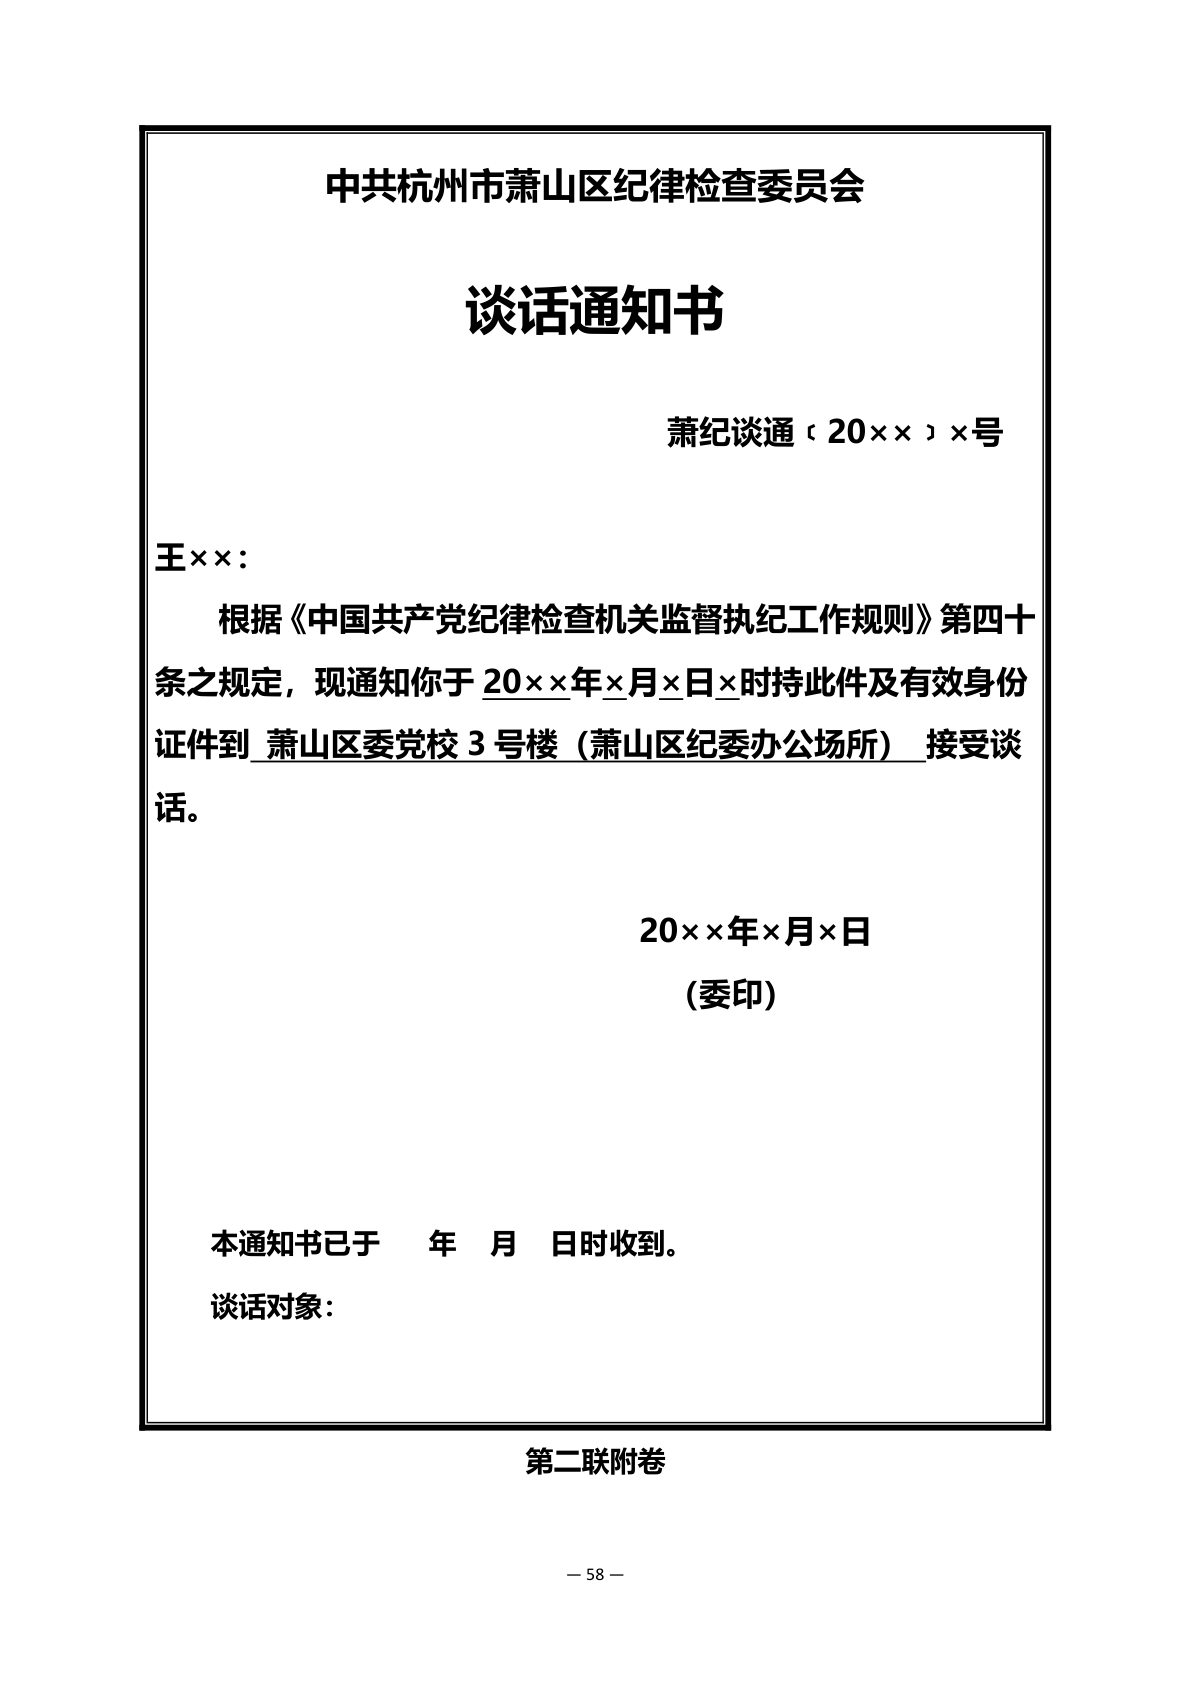 中共杭州市萧山区纪律检查委员会
谈话通知书
萧纪谈通﹝20××﹞×号
王××：
根据《中国共产党纪律检查机关监督执纪工作规则》第四十
条之规定，现通知你于 20××年×月×日×时持此件及有效身份
证件到 萧山区委党校 3 号楼（萧山区纪委办公场所） 接受谈
话。
20××年×月×日
（委印）
本通知书已于 年 月 日时收到。
谈话对象：
第二联附卷
— 58 —